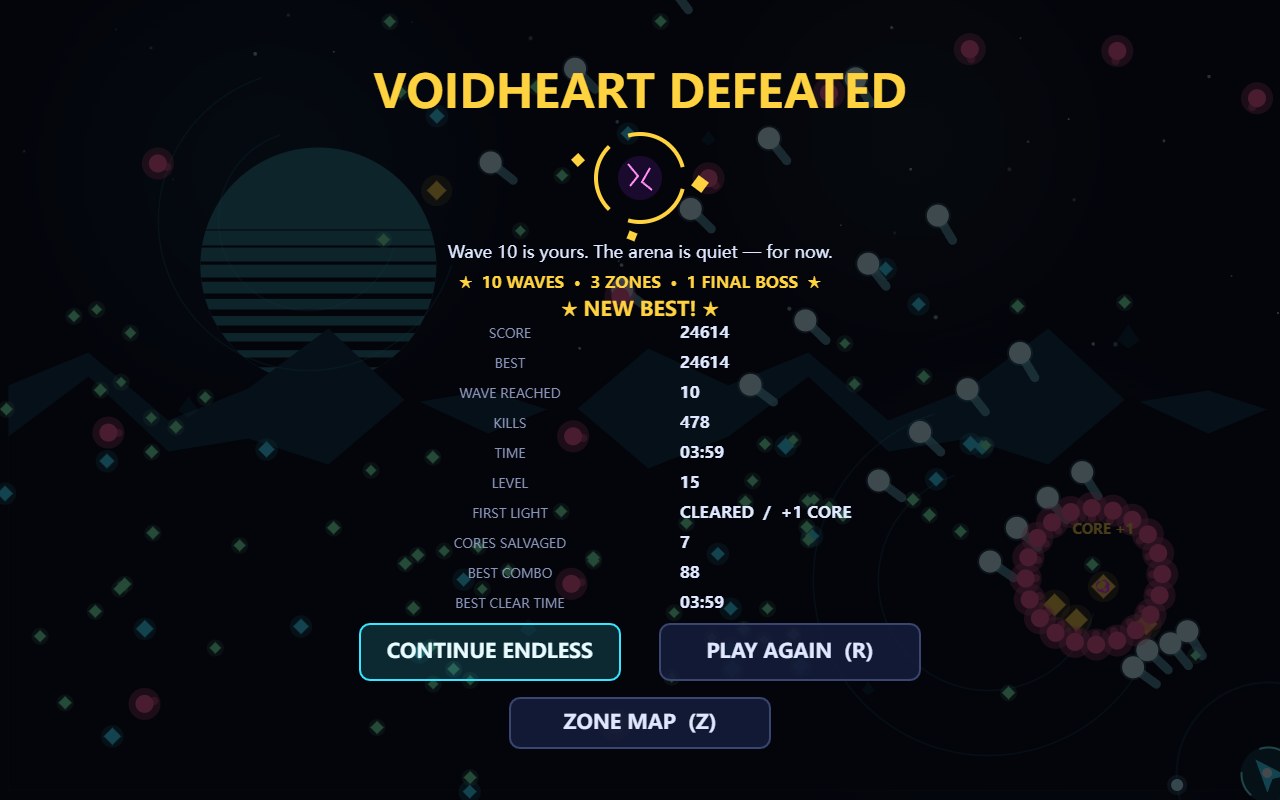 VOIDHEART DEFEATED
Wave 10 is yours. The arena is quiet — for now.
★ 10 WAVES • 3 ZONES • 1 FINAL BOSS ★
★ NEW BEST! ★
SCORE 24614
BEST 24614
WAVE REACHED 10
KILLS 478
TIME 03:59
LEVEL 15
FIRST LIGHT CLEARED / +1 CORE
CORE +1
CORES SALVAGED 7
BEST COMBO 88
BEST CLEAR TIME 03:59
CONTINUE ENDLESS PLAY AGAIN (R)
ZONE MAP (Z)